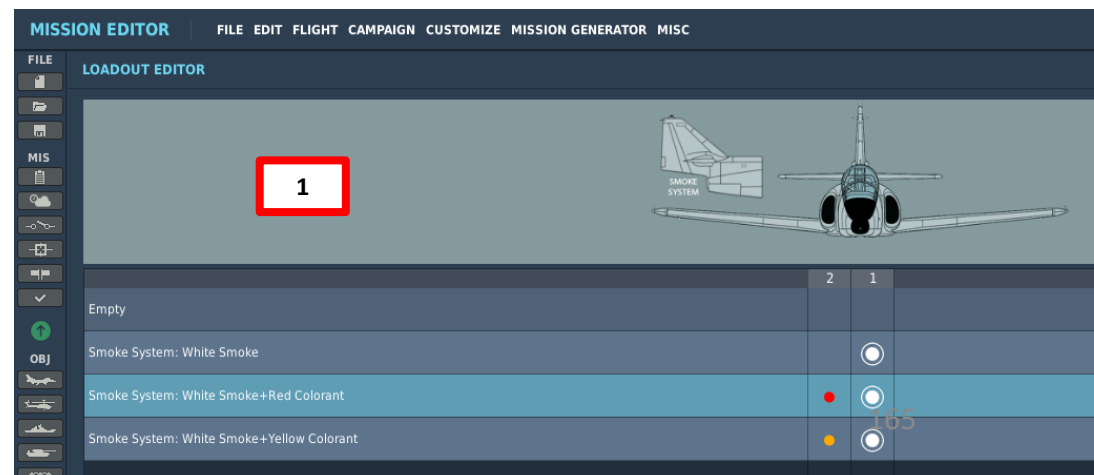 MISSION EDITOR FILE EDIT FLIGHT CAMPAIGN CUSTOMIZE MISSION GENERATOR MISC
FILE
LOADOUT EDITOR
MIS
1
SMOKE
SYSTEM
2 1
Empty
OBJ
Smoke System: White Smoke
Smoke System: White Smoke+Red Colorant
165
Smoke System: White Smoke+Yellow Colorant